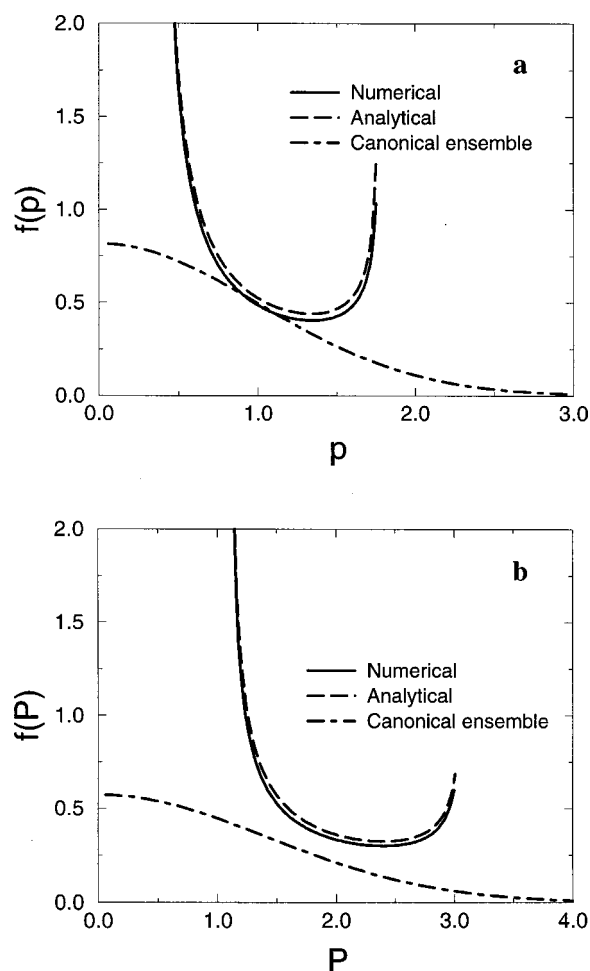 a
2.0
1.5
1.0
0.5
0.0
f(p)
Numerical
Analytical
Canonical ensemble
0.0 1.0 2.0 3.0
p
b
2.0
1.5
1.0
0.5
0.0
f(P)
Numerical
Analytical
Canonical ensemble
0.0 1.0 2.0 3.0 4.0
P